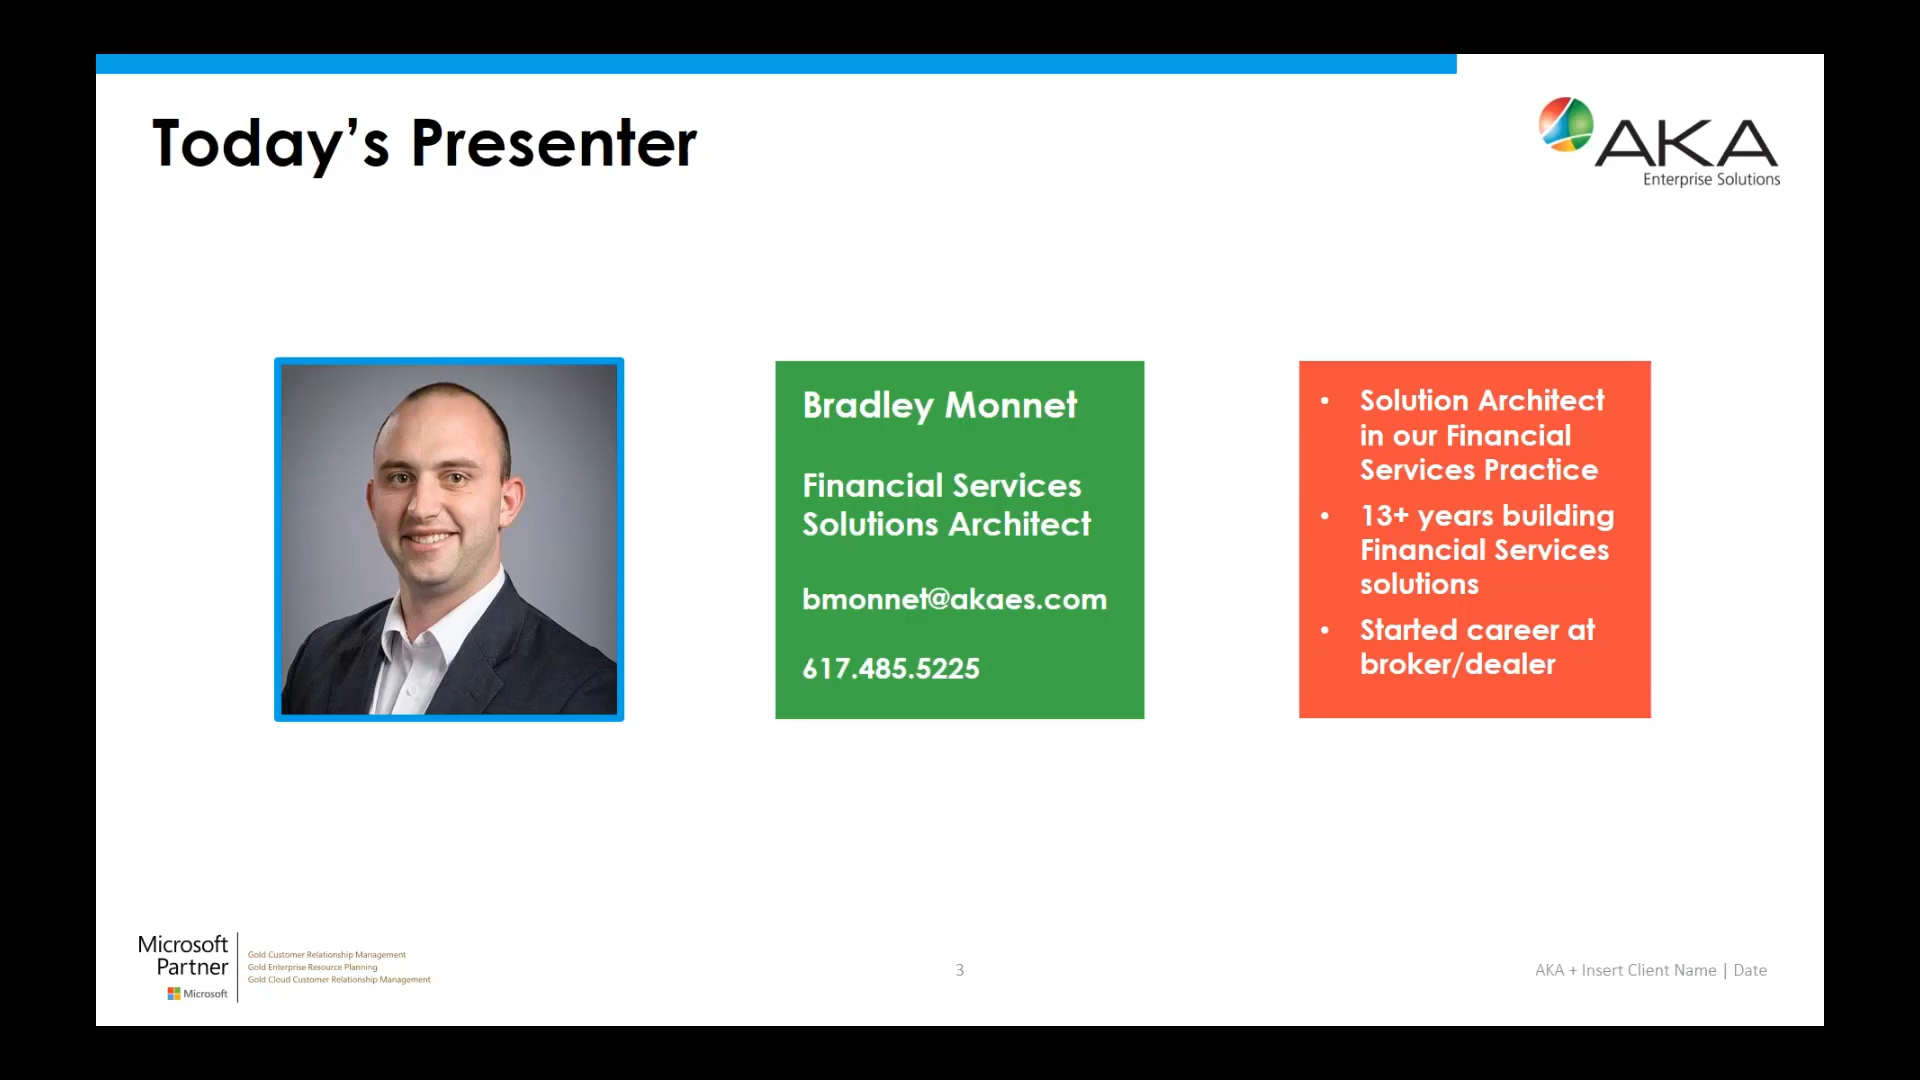 Today’s Presenter
AKA
Enterprise Solutions
Bradley Monnet
Financial Services
Solutions Architect
bmonnet@akaes.com
617.485.5225
• Solution Architect
in our Financial
Services Practice
• 13+ years building
Financial Services
solutions
• Started career at
broker/dealer
Microsoft
Partner
Microsoft
Gold Customer Relationship Management
Gold Enterprise Resource Planning
Gold Cloud Customer Relationship Management
3
AKA + Insert Client Name | Date